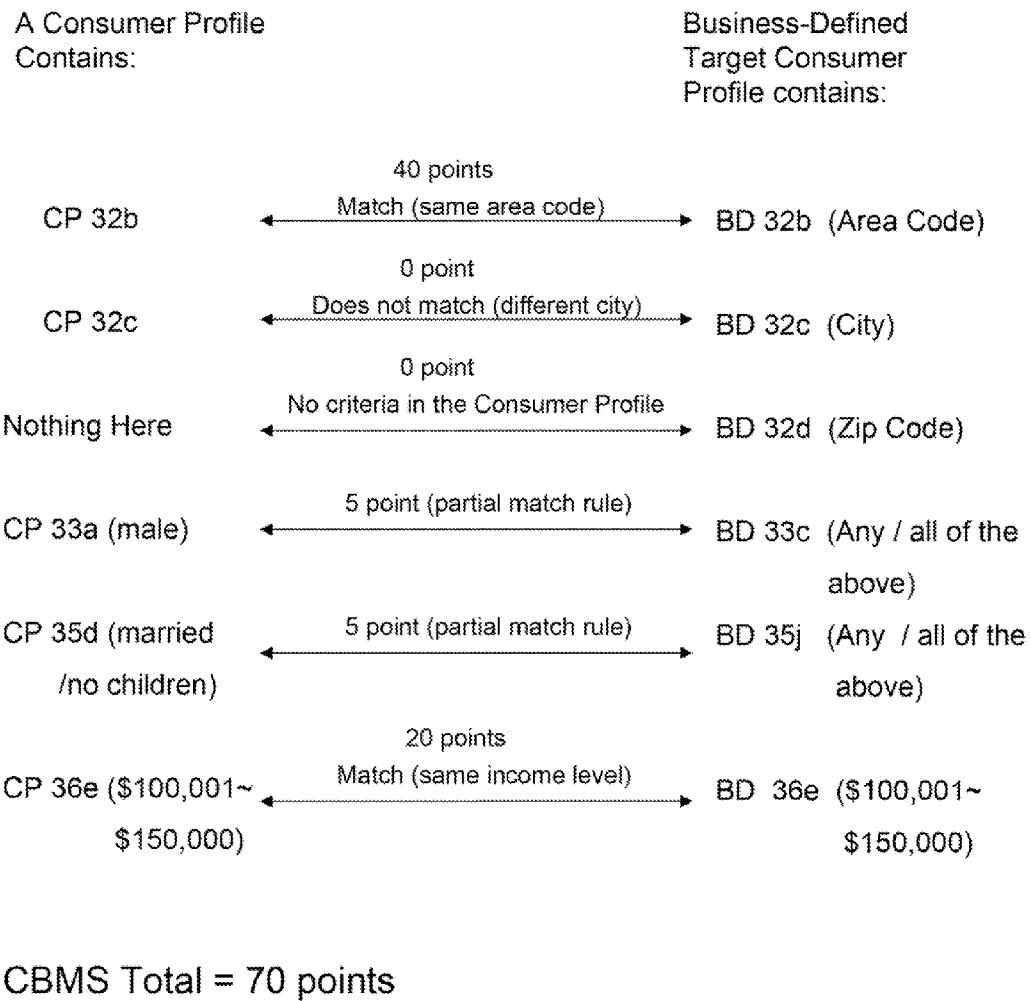 A Consumer Profile
Contains:
Business-Defined
Target Consumer
Profile contains:
40 points
CP 32b
Match (same area code)
BD 32b (Area Code)
0 point
CP 32c
Does not match (different city)
BD 32c (City)
0 point
Nothing Here
No criteria in the Consumer Profile
BD 32d (Zip Code)
CP 33a (male)
5 point (partial match rule)
BD 33c (Any / all of the
above)
CP 35d (married
/no children)
5 point (partial match rule)
BD 35j (Any / all of the
above)
20 points
CP 36e ($100,001~
$150,000)
Match (same income level)
BD 36e ($100,001~
$150,000)
CBMS Total = 70 points